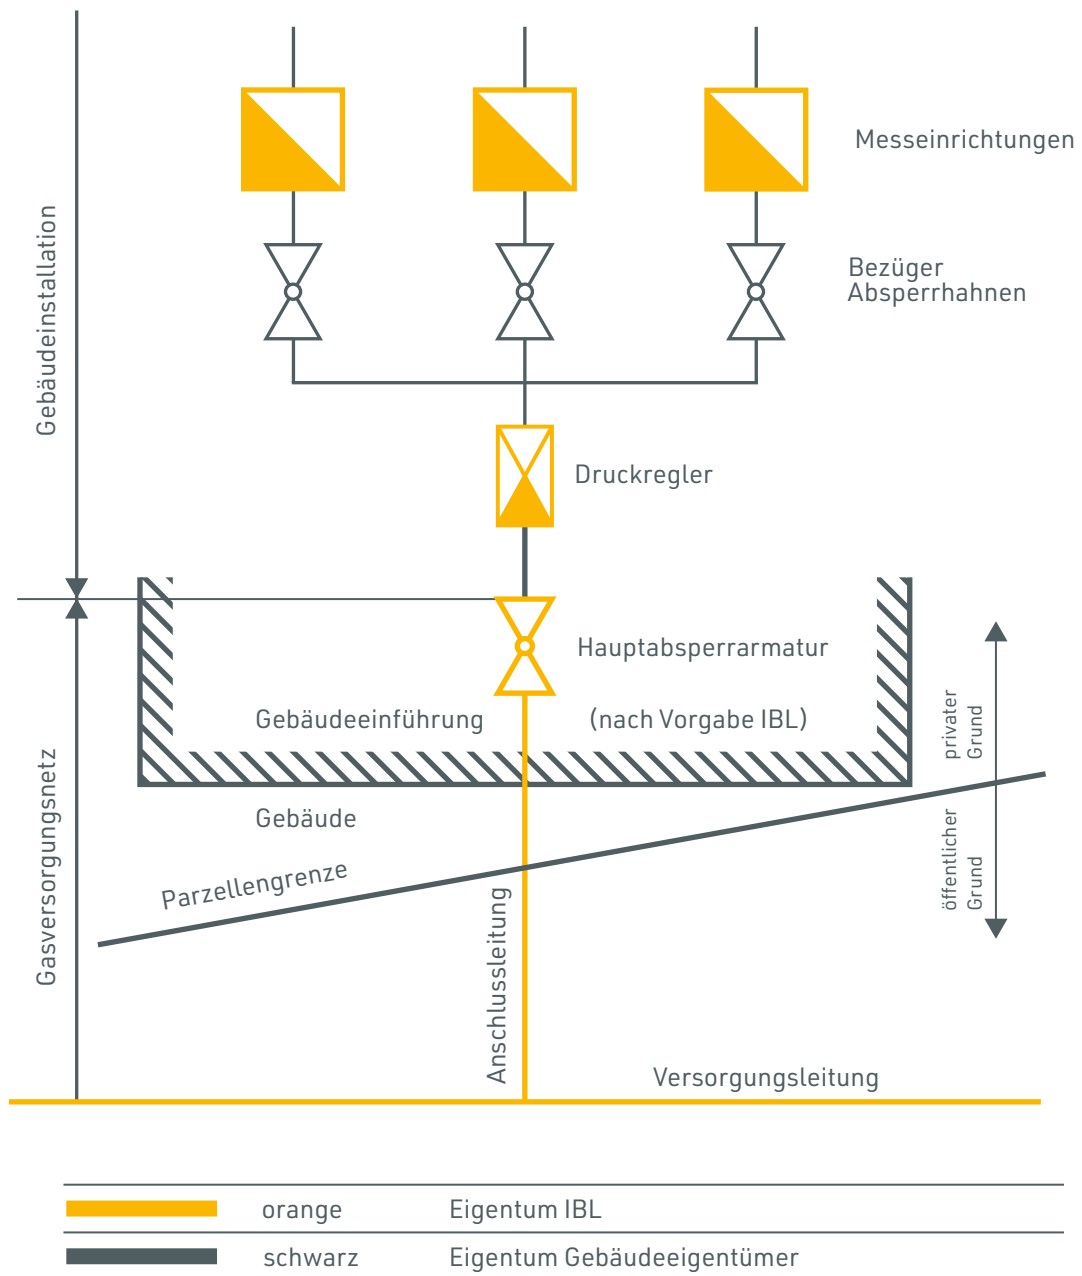 Messeinrichtungen
Bezüger
Absperrhahnen
Gebäudeinstallation
Druckregler
Hauptabsperrarmatur
Gebäudeeinführung (nach Vorgabe IBL)
privater
Grund
Gebäude
öffentlicher
Grund
Parzellengrenze
Gasversorgungsnetz
Anschlussleitung
Versorgungsleitung
orange Eigentum IBL
schwarz Eigentum Gebäudeeigentümer